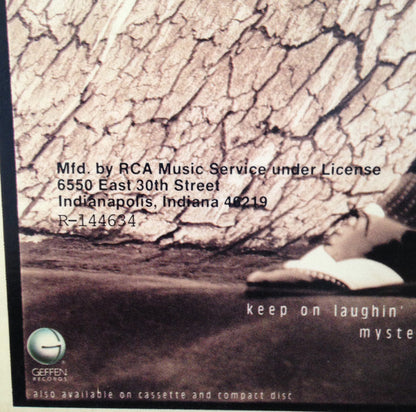 Mfd. by RCA Music Service under License
6550 East 30th Street
Indianapolis, Indiana 46219
R-144634
keep on laughin'
myste
G
GEFFEN
RECORDS
also available on cassette and compact disc